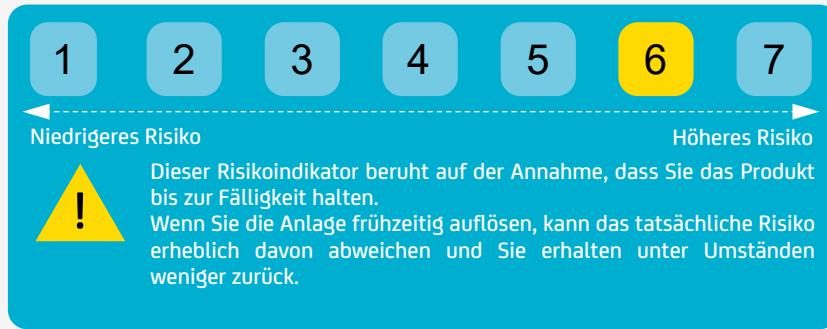 1 2 3 4 5 6 7
Niedrigeres Risiko Höheres Risiko
! Dieser Risikoindikator beruht auf der Annahme, dass Sie das Produkt
bis zur Fälligkeit halten.
Wenn Sie die Anlage frühzeitig auflösen, kann das tatsächliche Risiko
erheblich davon abweichen und Sie erhalten unter Umständen
weniger zurück.